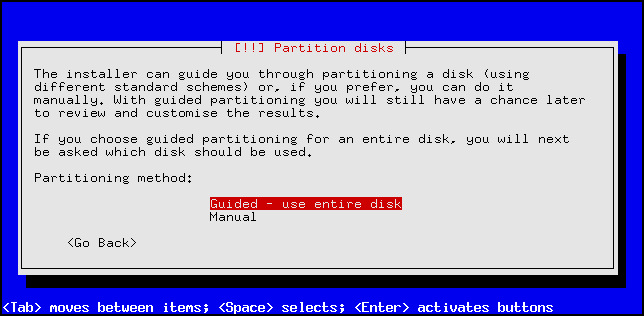 [!!] Partition disks
The installer can guide you through partitioning a disk (using
different standard schemes) or, if you prefer, you can do it
manually. With guided partitioning you will still have a chance later
to review and customise the results.
If you choose guided partitioning for an entire disk, you will next
be asked which disk should be used.
Partitioning method:
Guided - use entire disk
Manual
<Go Back>
<Tab> moves between items; <Space> selects; <Enter> activates buttons